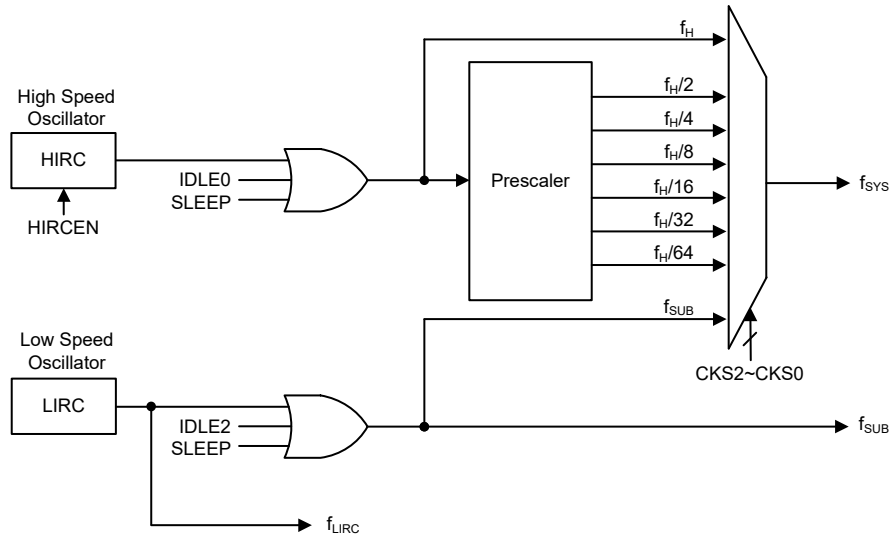 High Speed
Oscillator
HIRC
HIRCEN
IDLE0
SLEEP
Prescaler
fH
fH/2
fH/4
fH/8
fH/16
fH/32
fH/64
fSUB
fSYS
CKS2~CKS0
Low Speed
Oscillator
LIRC
IDLE2
SLEEP
fSUB
fLIRC